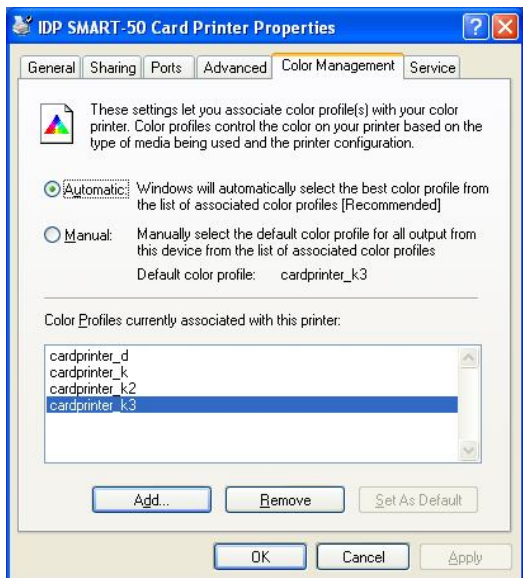 IDP SMART-50 Card Printer Properties
General Sharing Ports Advanced Color Management Service
These settings let you associate color profile(s) with your color
printer. Color profiles control the color on your printer based on the
type of media being used and the printer configuration.
Automatic: Windows will automatically select the best color profile from
the list of associated color profiles [Recommended]
Manual: Manually select the default color profile for all output from
this device from the list of associated color profiles
Default color profile: cardprinter_k3
Color Profiles currently associated with this printer:
cardprinter_d
cardprinter_k
cardprinter_k2
cardprinter_k3
Add... Remove Set As Default
OK Cancel Apply